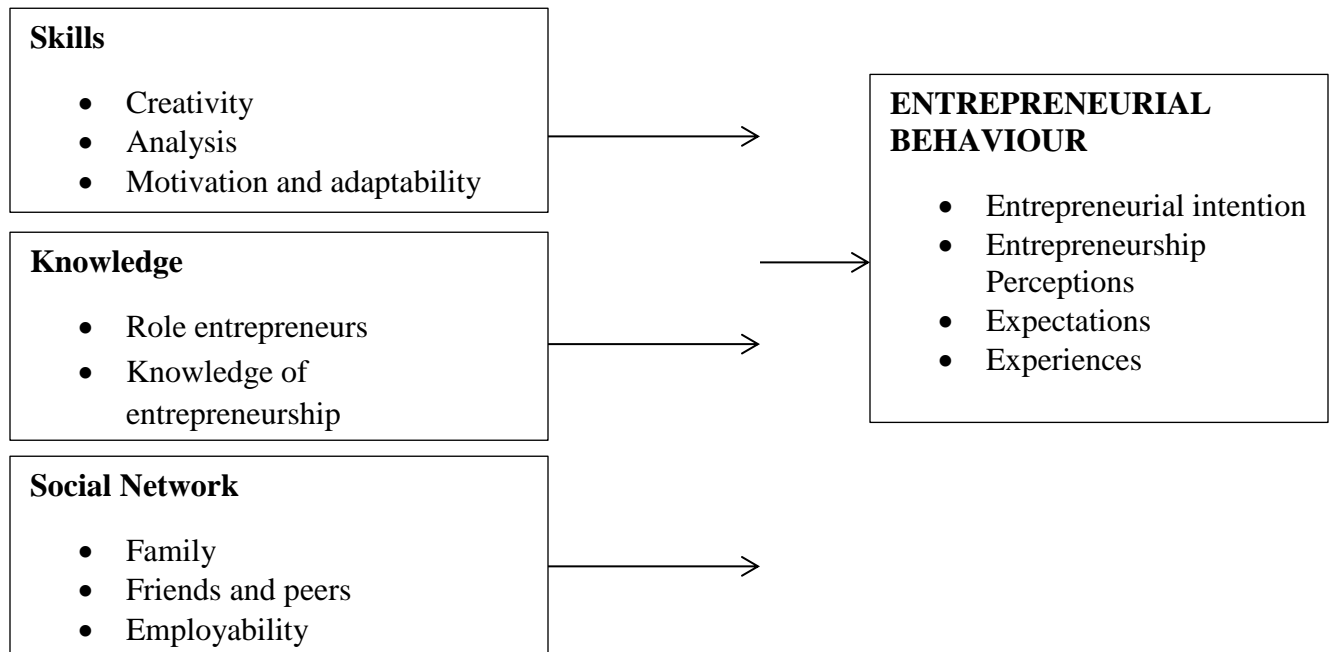 Skills
• Creativity
• Analysis
• Motivation and adaptability
Knowledge
• Role entrepreneurs
• Knowledge of
entrepreneurship
Social Network
• Family
• Friends and peers
• Employability
ENTREPRENEURIAL
BEHAVIOUR
• Entrepreneurial intention
• Entrepreneurship
Perceptions
• Expectations
• Experiences